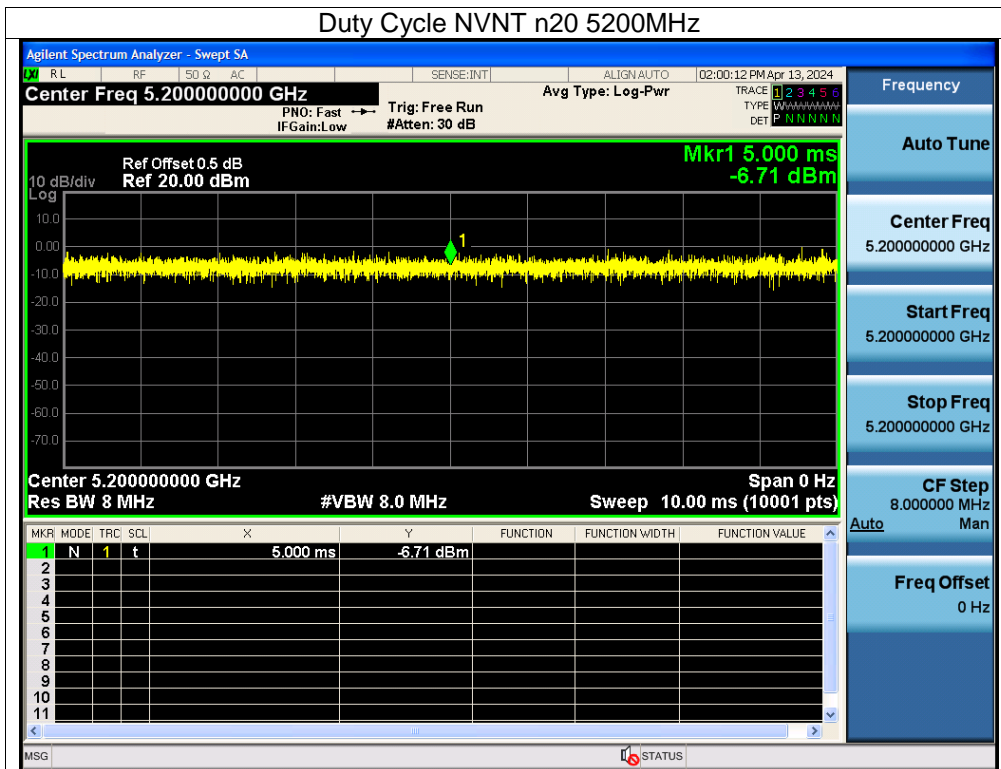 Duty Cycle NVNT n20 5200MHz
Agilent Spectrum Analyzer - Swept SA
LXI RL RF 50 Ω AC SENSE:INT ALIGN AUTO 02:00:12 PM Apr 13, 2024
Center Freq 5.200000000 GHz Avg Type: Log-Pwr TRACE 1 2 3 4 5 6
PNO: Fast Trig: Free Run TYPE WWWWWW
IFGain:Low #Atten: 30 dB DET P N N N N N
Frequency
Auto Tune
Center Freq
5.200000000 GHz
Start Freq
5.200000000 GHz
Stop Freq
5.200000000 GHz
CF Step
8.000000 MHz
Auto Man
Freq Offset
0 Hz
Mkr1 5.000 ms
-6.71 dBm
Ref Offset 0.5 dB
10 dB/div Ref 20.00 dBm
Log
10.0
0.00
-10.0
-20.0
-30.0
-40.0
-50.0
-60.0
-70.0
1
Center 5.200000000 GHz Span 0 Hz
Res BW 8 MHz #VBW 8.0 MHz Sweep 10.00 ms (10001 pts)
MKR MODE TRC SCL X Y FUNCTION FUNCTION WIDTH FUNCTION VALUE
1 N 1 t 5.000 ms -6.71 dBm
2
3
4
5
6
7
8
9
10
11
MSG STATUS